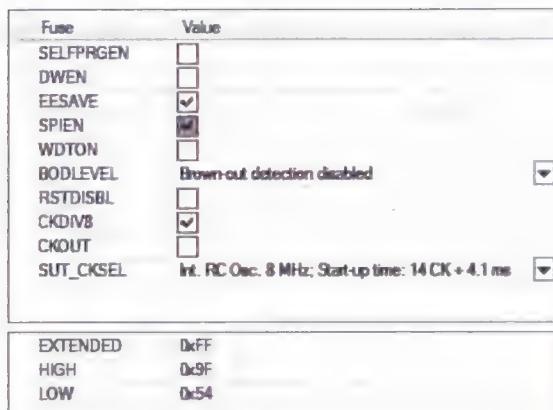 Fuse Value
SELFPRGEN
DWEN
EESAVE
SPIEN
WDTON
BODLEVEL Brown-out detection disabled
RSTDISBL
CKDIV8
CKOUT
SUT_CKSEL Int. RC Osc. 8 MHz; Start-up time: 14 CK + 4.1 ms
EXTENDED 0xFF
HIGH 0x9F
LOW 0x54